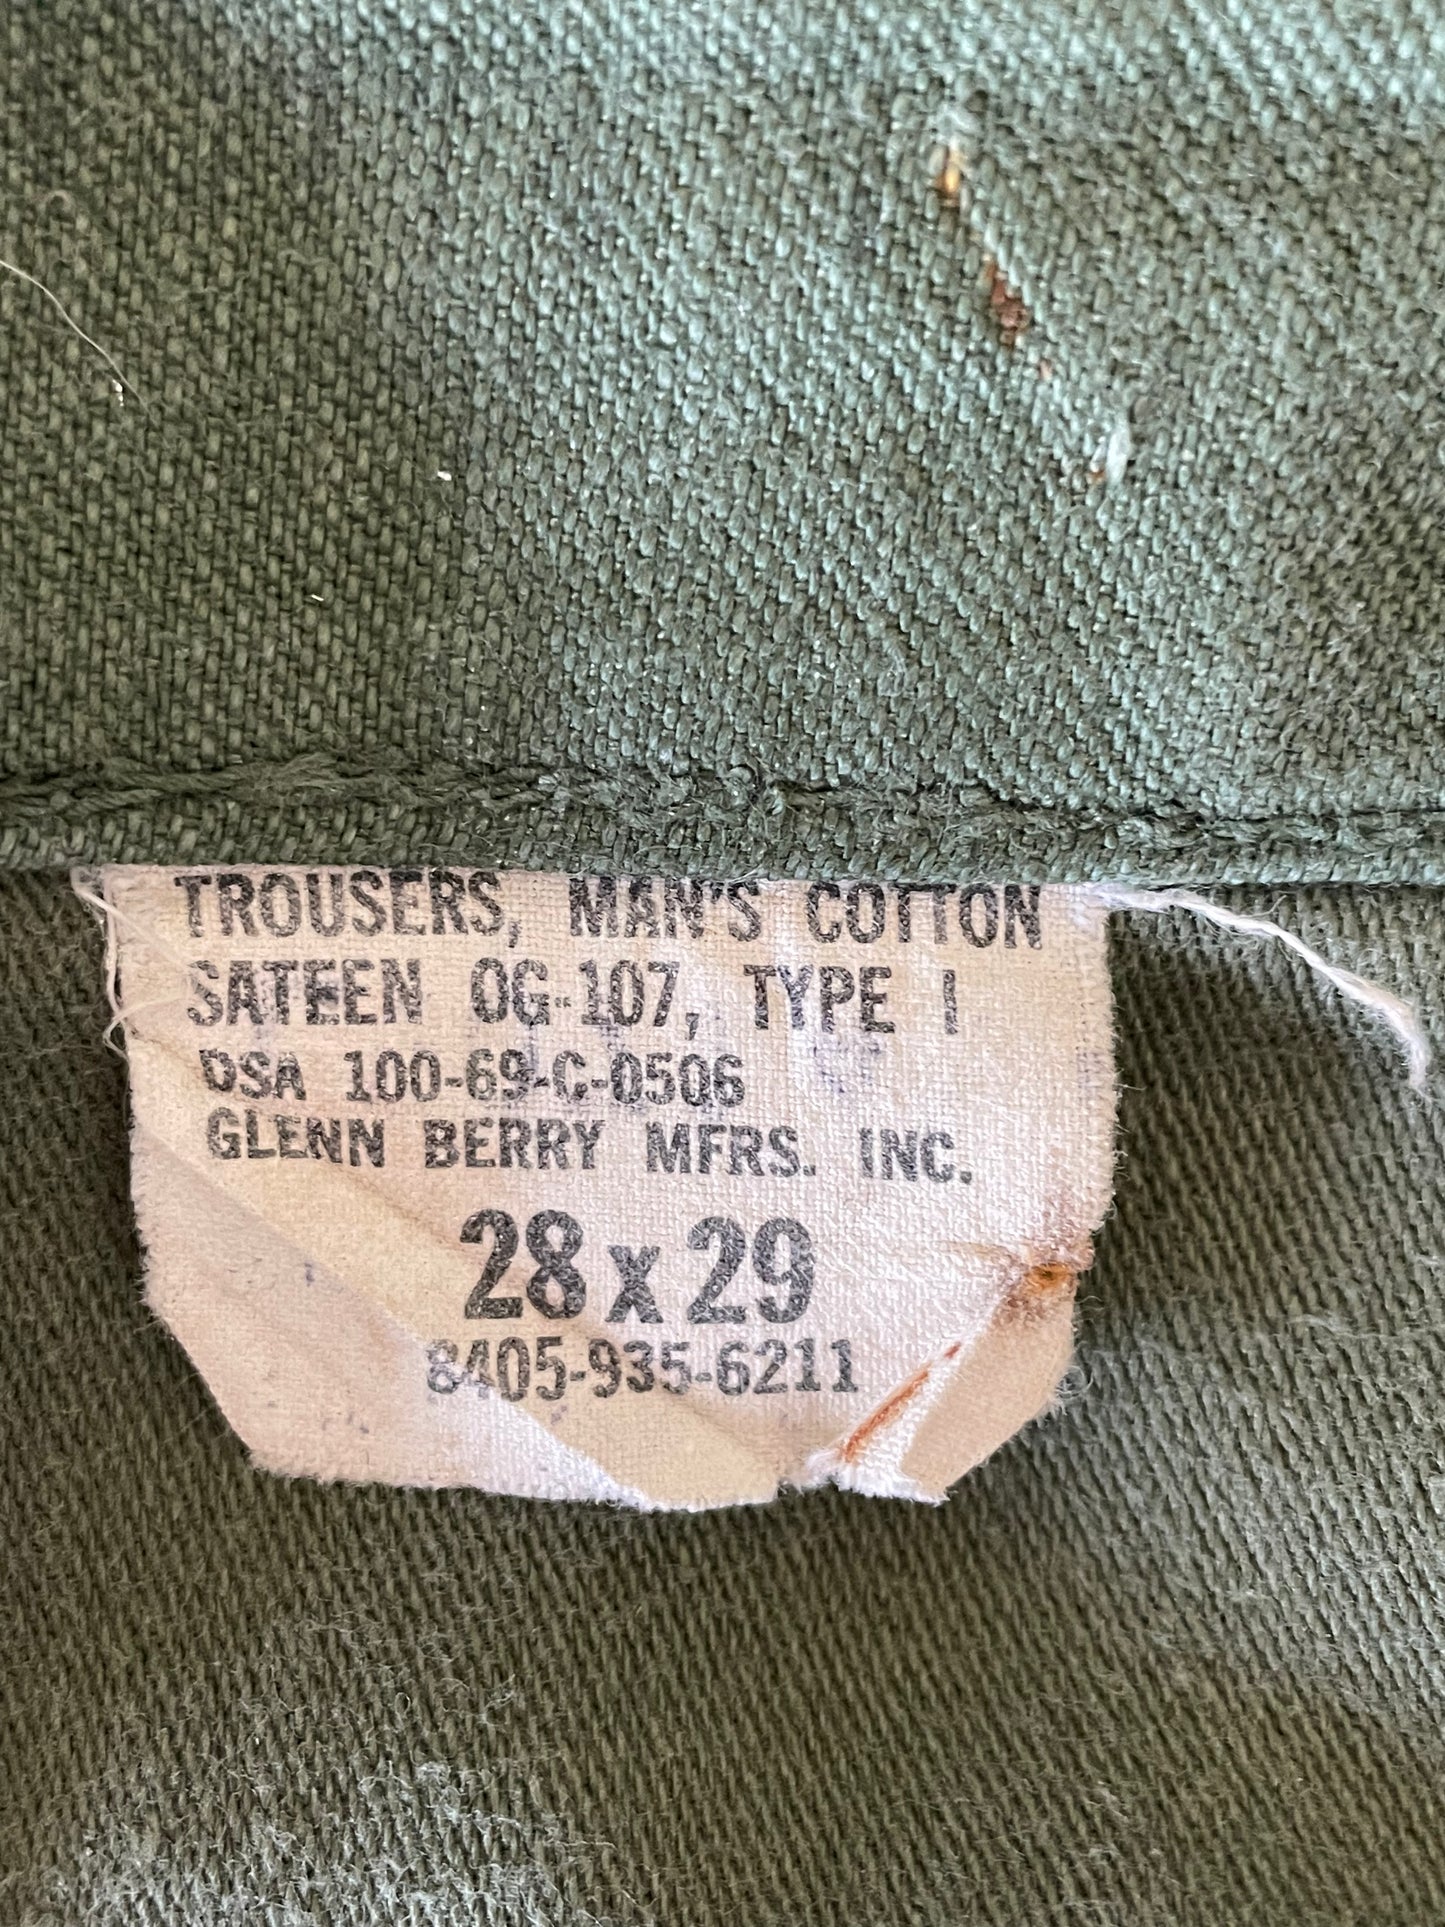 TROUSERS, MAN'S COTTON
SATEEN OG-107, TYPE I
DSA 100-69-C-0506
GLENN BERRY MFRS. INC.
28 x 29
8405-935-6211